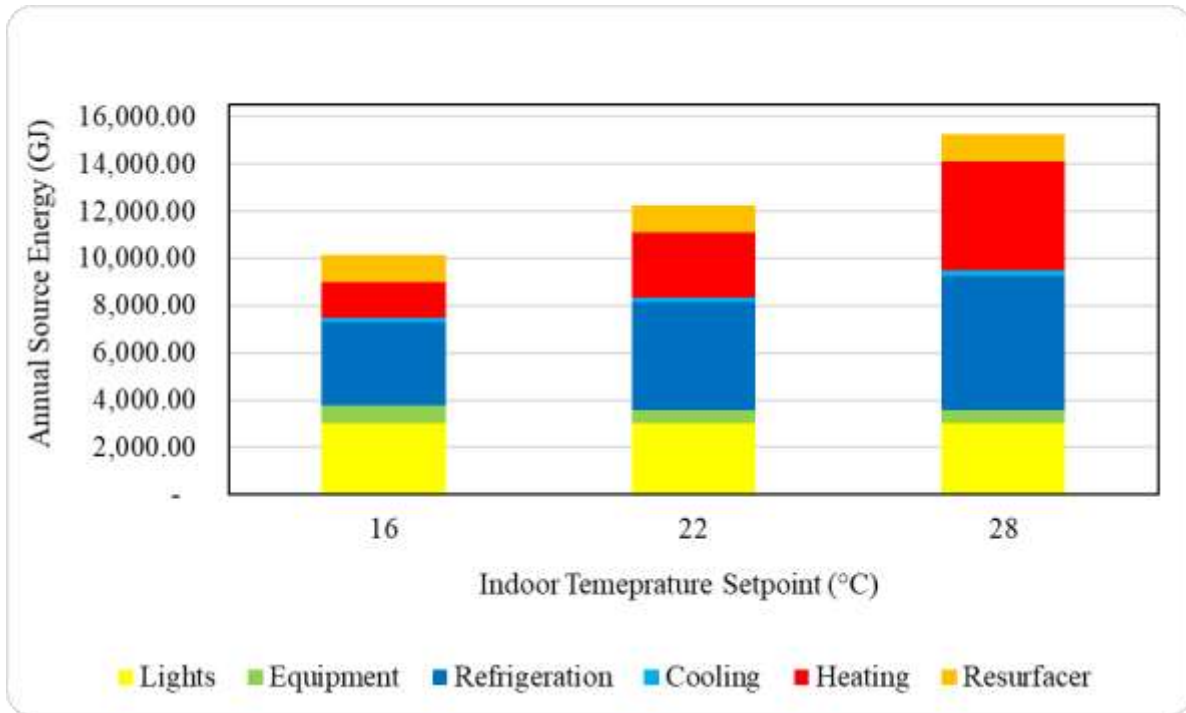 Annual Source Energy (GJ)
16,000.00
14,000.00
12,000.00
10,000.00
8,000.00
6,000.00
4,000.00
2,000.00
-
16 22 28
Indoor Temeprature Setpoint (°C)
Lights Equipment Refrigeration Cooling Heating Resurfacer